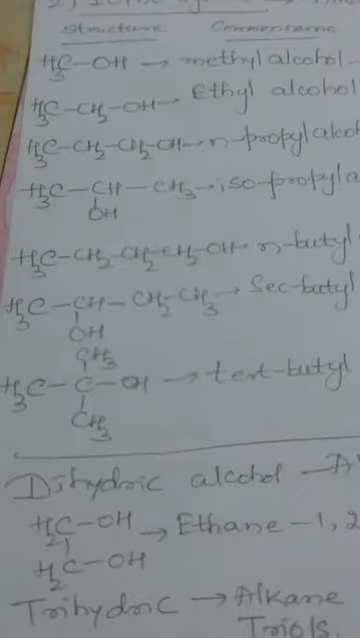 Structure Commonname
H3C-OH → methyl alcohol-
H3C-CH2-OH → Ethyl alcohol
H3C-CH2-CH2-OH → n-propyl alcoh
H3C-CH-CH3 → iso-propyl a
OH
H3C-CH2-CH2-CH2-OH → n-butyl
H3C-CH-CH2-CH3 → Sec-butyl
OH
CH3
H3C-C-OH → tert-butyl
CH3
Dihydric alcohol → A
H2C-OH → Ethane-1,2
H2C-OH
Trihydric → Alkane
Triols